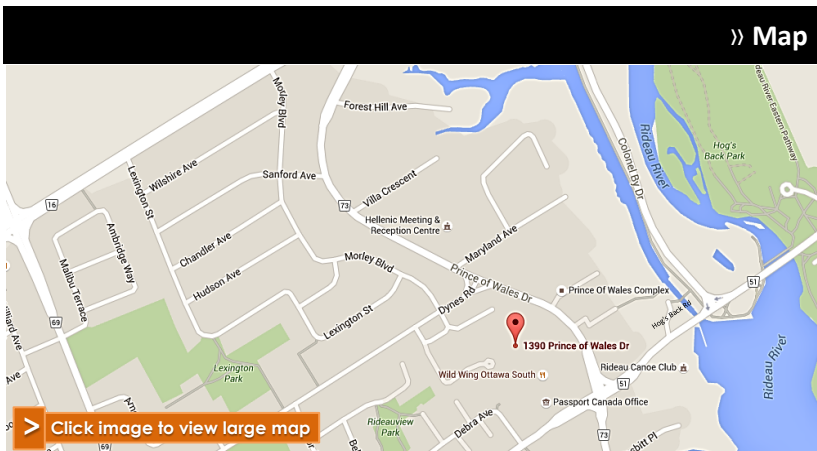 » Map
Morley Blvd
Forest Hill Ave
Rideau River Eastern Pathway
Colonel By Dr
Rideau River
Hog's
Back Park
Lexington St
Wilshire Ave
Sanford Ave
Villa Crescent
16
73
Hellenic Meeting &
Reception Centre
Ambridge Way
Chandler Ave
Maryland Ave
Malibu Terrace
Hudson Ave
Morley Blvd
Prince of Wales Dr
51
Dynes Rd
Prince Of Wales Complex
Hog's Back Rd
69
Lexington St
1390 Prince of Wales Dr
Rideau River
Lexington
Park
Wild Wing Ottawa South
Rideau Canoe Club
51
Passport Canada Office
Ave
Rideauview
Park
Debra Ave
73
> Click image to view large map
69